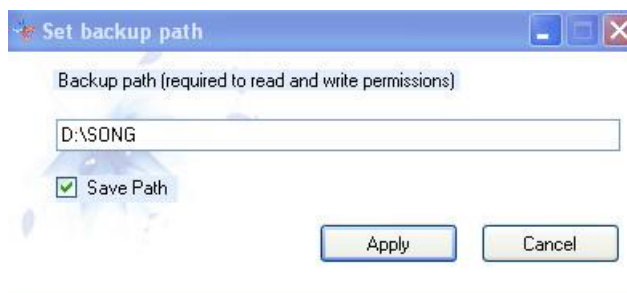 Set backup path
Backup path (required to read and write permissions)
D:\SONG
Save Path
Apply Cancel